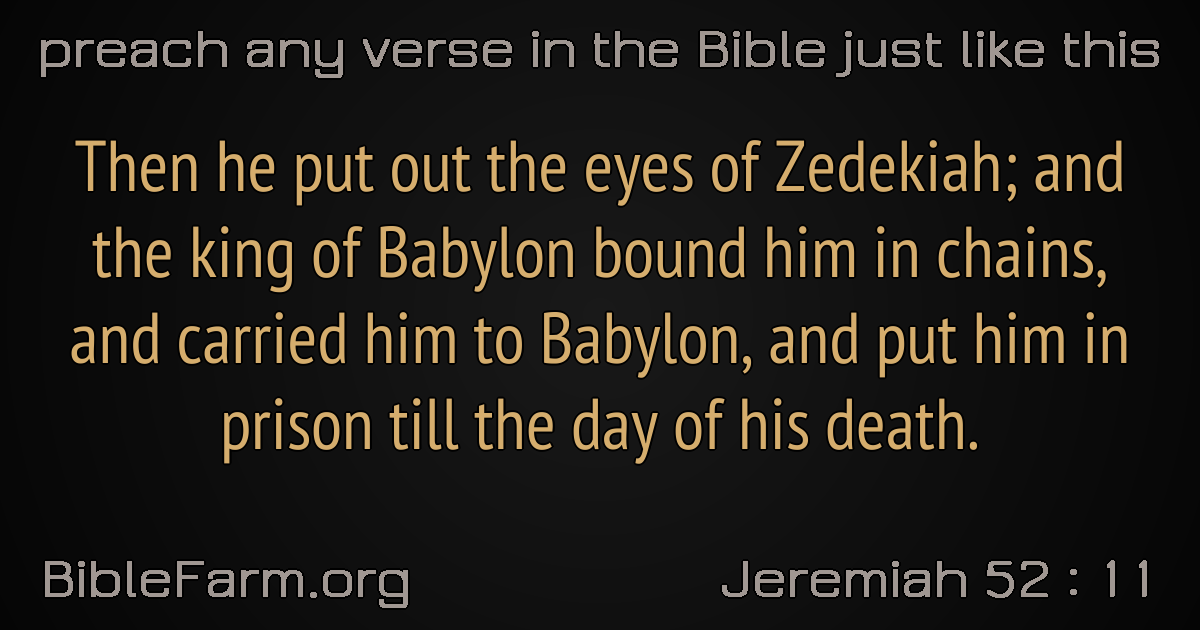 preach any verse in the Bible just like this
Then he put out the eyes of Zedekiah; and
the king of Babylon bound him in chains,
and carried him to Babylon, and put him in
prison till the day of his death.
BibleFarm.org
Jeremiah 52 : 11